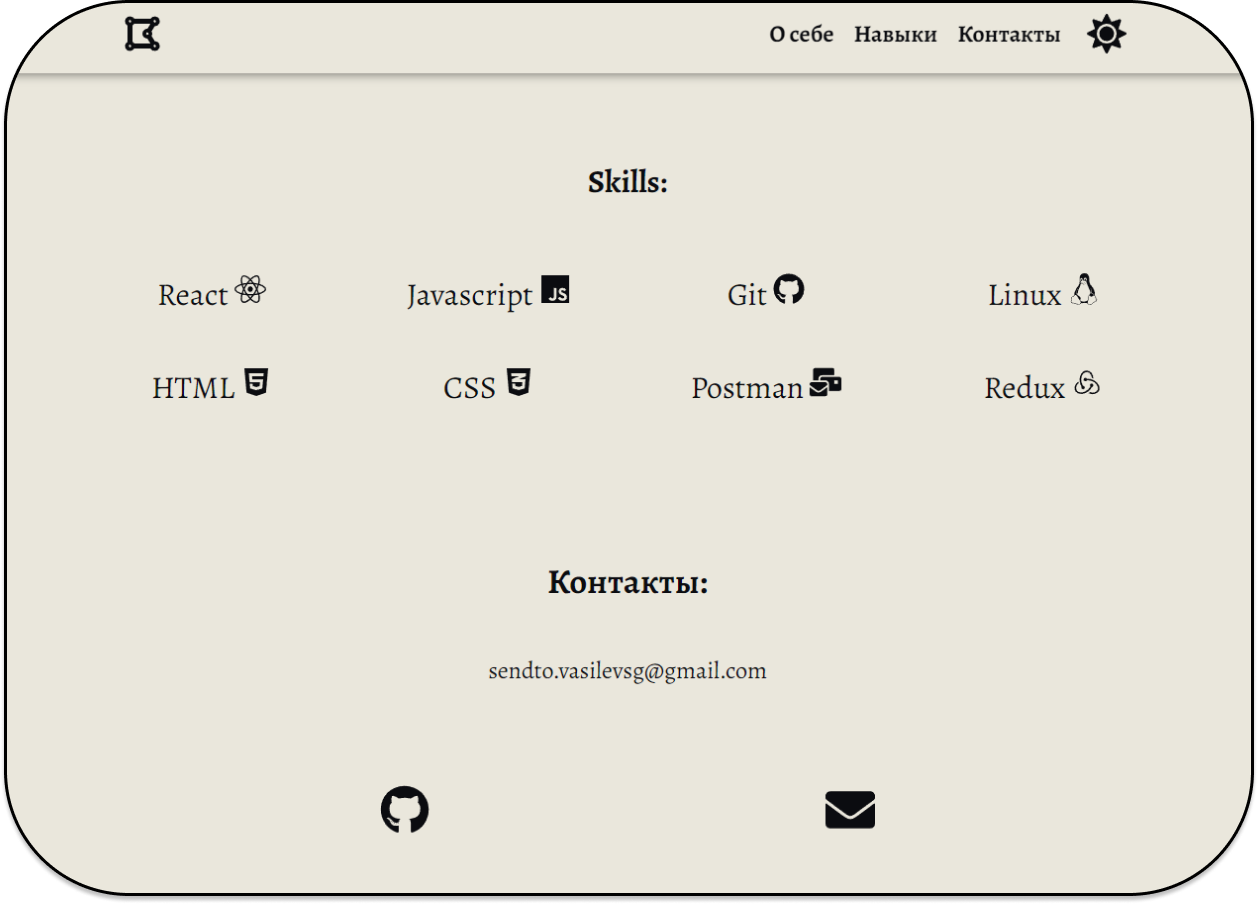 О себе Навыки Контакты
Skills:
React Javascript JS Git Linux
HTML 5 CSS 3 Postman Redux
Контакты:
sendto.vasilevsg@gmail.com